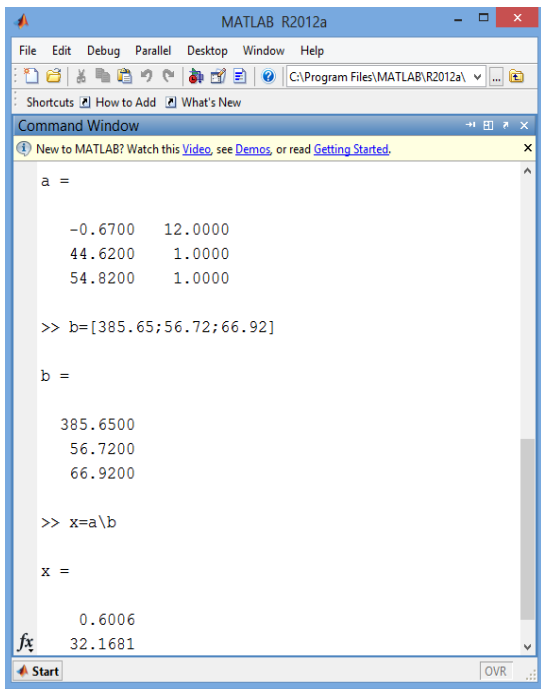 MATLAB R2012a
File Edit Debug Parallel Desktop Window Help
C:\Program Files\MATLAB\R2012a\ ...
Shortcuts How to Add What's New
Command Window
New to MATLAB? Watch this Video, see Demos, or read Getting Started.
a =
-0.6700 12.0000
44.6200 1.0000
54.8200 1.0000
>> b=[385.65;56.72;66.92]
b =
385.6500
56.7200
66.9200
>> x=a\b
x =
0.6006
fx 32.1681
Start OVR